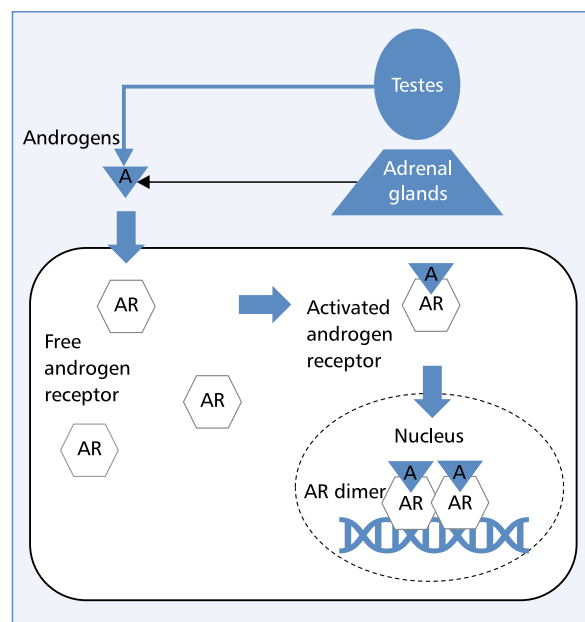 Testes
Androgens
A
Adrenal
glands
A
AR
AR
Activated
androgen
receptor
Free
androgen
receptor
AR
AR
Nucleus
A
A
AR dimer
AR
AR